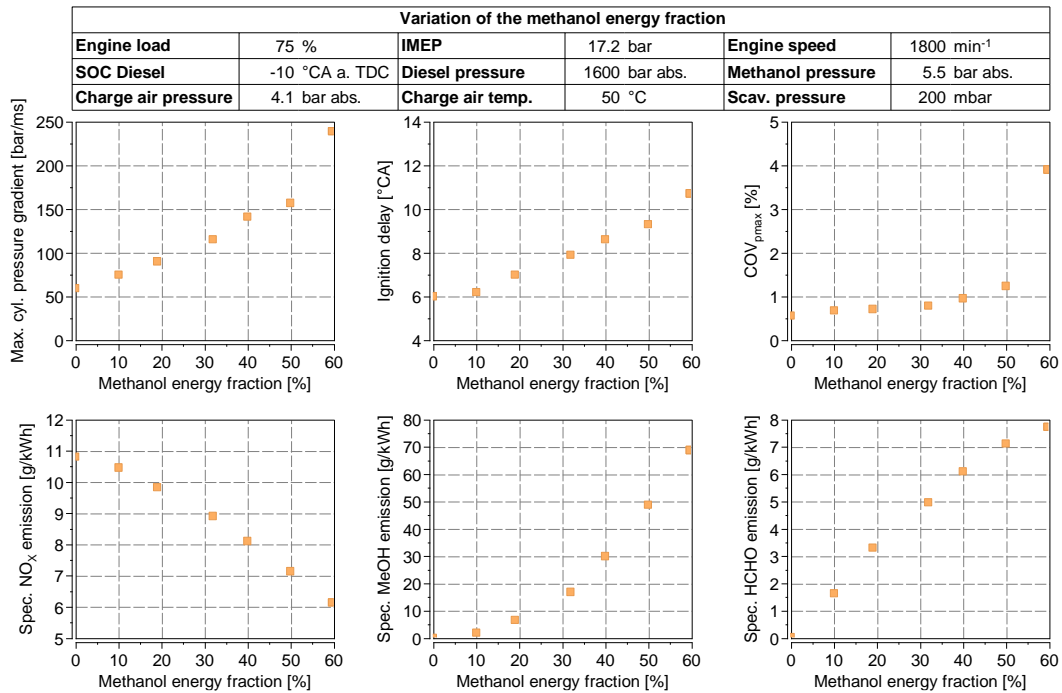 Variation of the methanol energy fraction
Engine load 75 % IMEP 17.2 bar Engine speed 1800 min⁻¹
SOC Diesel -10 °CA a. TDC Diesel pressure 1600 bar abs. Methanol pressure 5.5 bar abs.
Charge air pressure 4.1 bar abs. Charge air temp. 50 °C Scav. pressure 200 mbar
Max. cyl. pressure gradient [bar/ms]
250
200
150
100
50
0
0 10 20 30 40 50 60
Methanol energy fraction [%]
Ignition delay [°CA]
14
12
10
8
6
4
0 10 20 30 40 50 60
Methanol energy fraction [%]
COVpmax [%]
5
4
3
2
1
0
0 10 20 30 40 50 60
Methanol energy fraction [%]
Spec. NOX emission [g/kWh]
12
11
10
9
8
7
6
5
0 10 20 30 40 50 60
Methanol energy fraction [%]
Spec. MeOH emission [g/kWh]
80
70
60
50
40
30
20
10
0
0 10 20 30 40 50 60
Methanol energy fraction [%]
Spec. HCHO emission [g/kWh]
8
7
6
5
4
3
2
1
0
0 10 20 30 40 50 60
Methanol energy fraction [%]